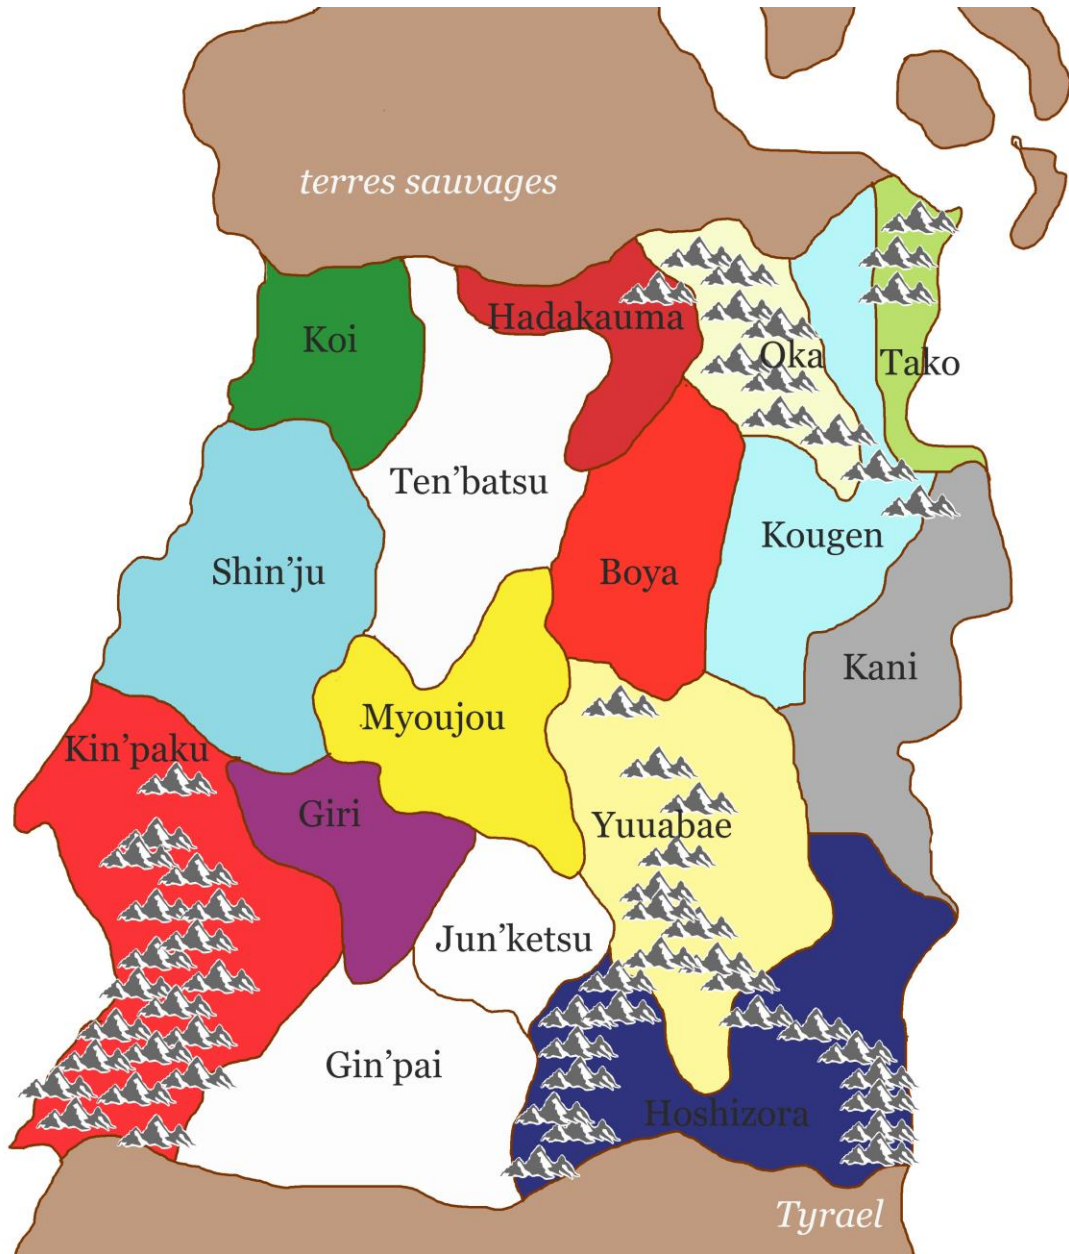 terres sauvages
Hadakauma
Koi
Oka
Tako
Ten’batsu
Kougen
Shin’ju
Boya
Kani
Myoujou
Kin’paku
Giri
Yuuabae
Jun’ketsu
Gin’pai
Hoshizora
Tyrael